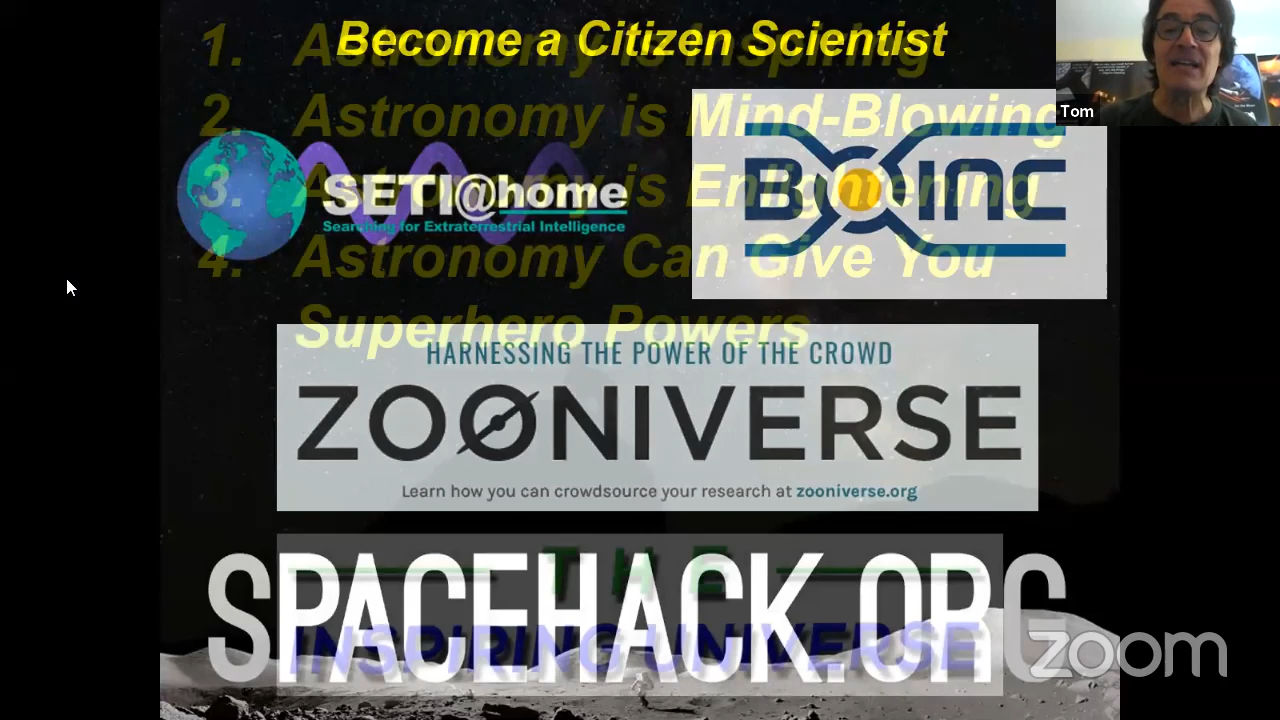 Become a Citizen Scientist
1. Astronomy is Inspiring
2. Astronomy is Mind-Blowing
Tom
3. Astronomy is Enlightening
SETI@home
Searching for Extraterrestrial Intelligence
BOINC
4. Astronomy Can Give You
Superhero Powers
HARNESSING THE POWER OF THE CROWD
ZOONIVERSE
Learn how you can crowdsource your research at zooniverse.org
THE
SPACEHACK.ORG
INSPIRING UNIVERSE
zoom